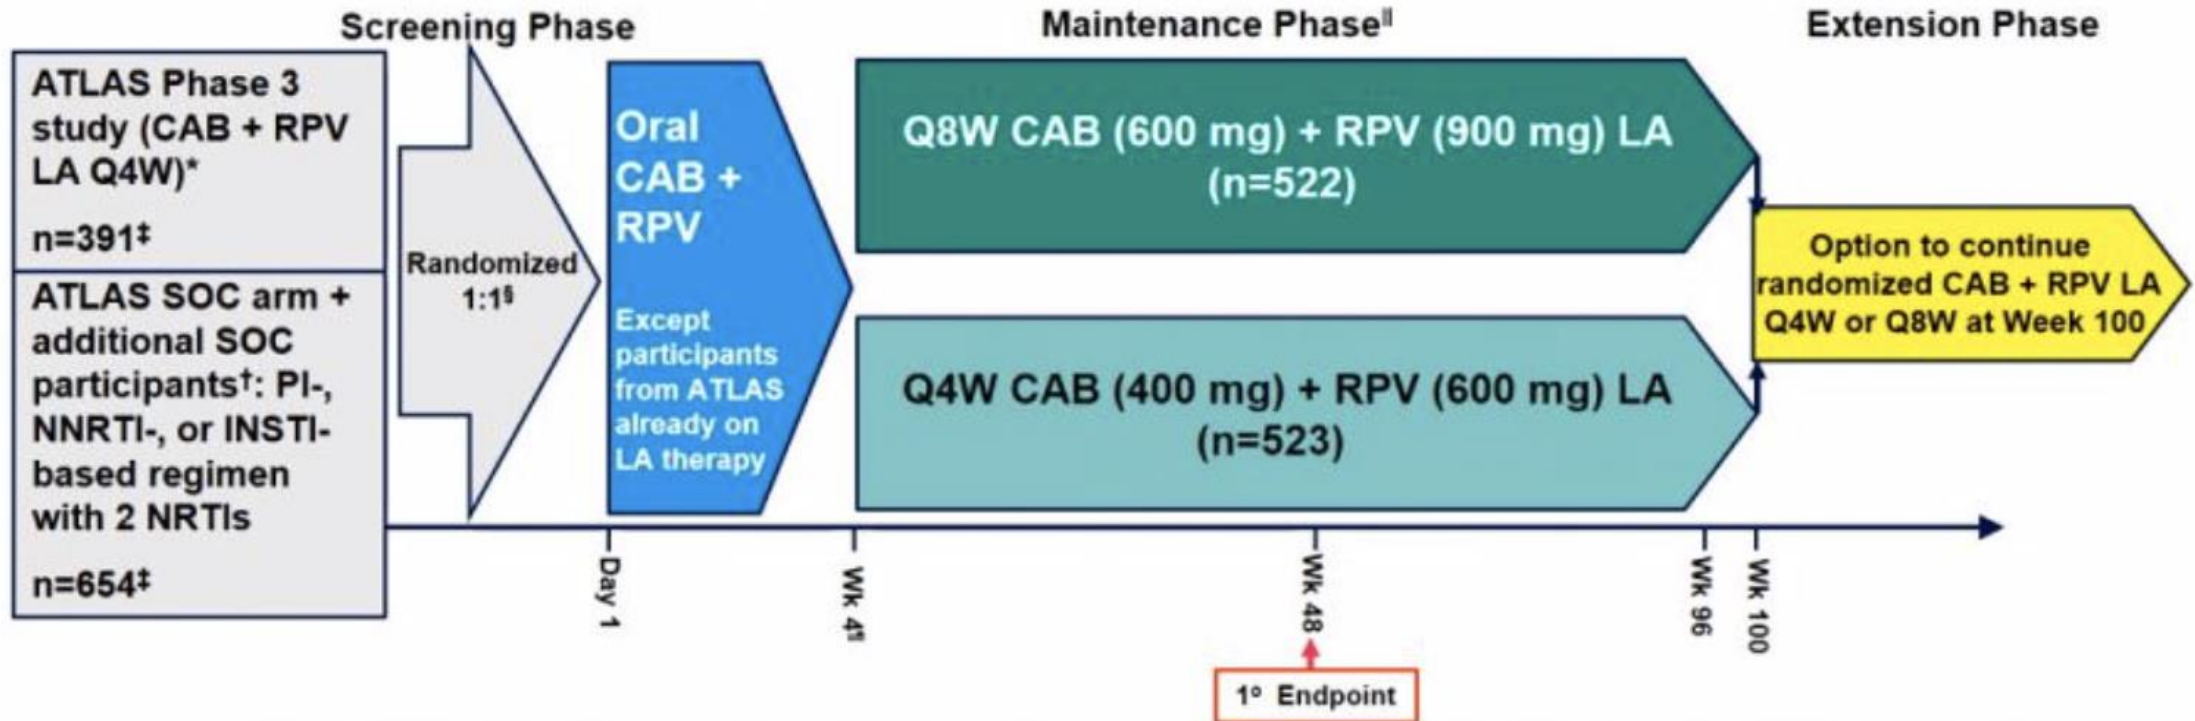 Screening Phase
Maintenance Phase||
Extension Phase
ATLAS Phase 3
study (CAB + RPV
LA Q4W)*
n=391‡
ATLAS SOC arm +
additional SOC
participants†: PI-,
NNRTI-, or INSTI-
based regimen
with 2 NRTIs
n=654‡
Randomized
1:1§
Oral
CAB +
RPV
Except
participants
from ATLAS
already on
LA therapy
Q8W CAB (600 mg) + RPV (900 mg) LA
(n=522)
Q4W CAB (400 mg) + RPV (600 mg) LA
(n=523)
Option to continue
randomized CAB + RPV LA
Q4W or Q8W at Week 100
Day 1
Wk 4¶
Wk 48
Wk 96
Wk 100
1º Endpoint